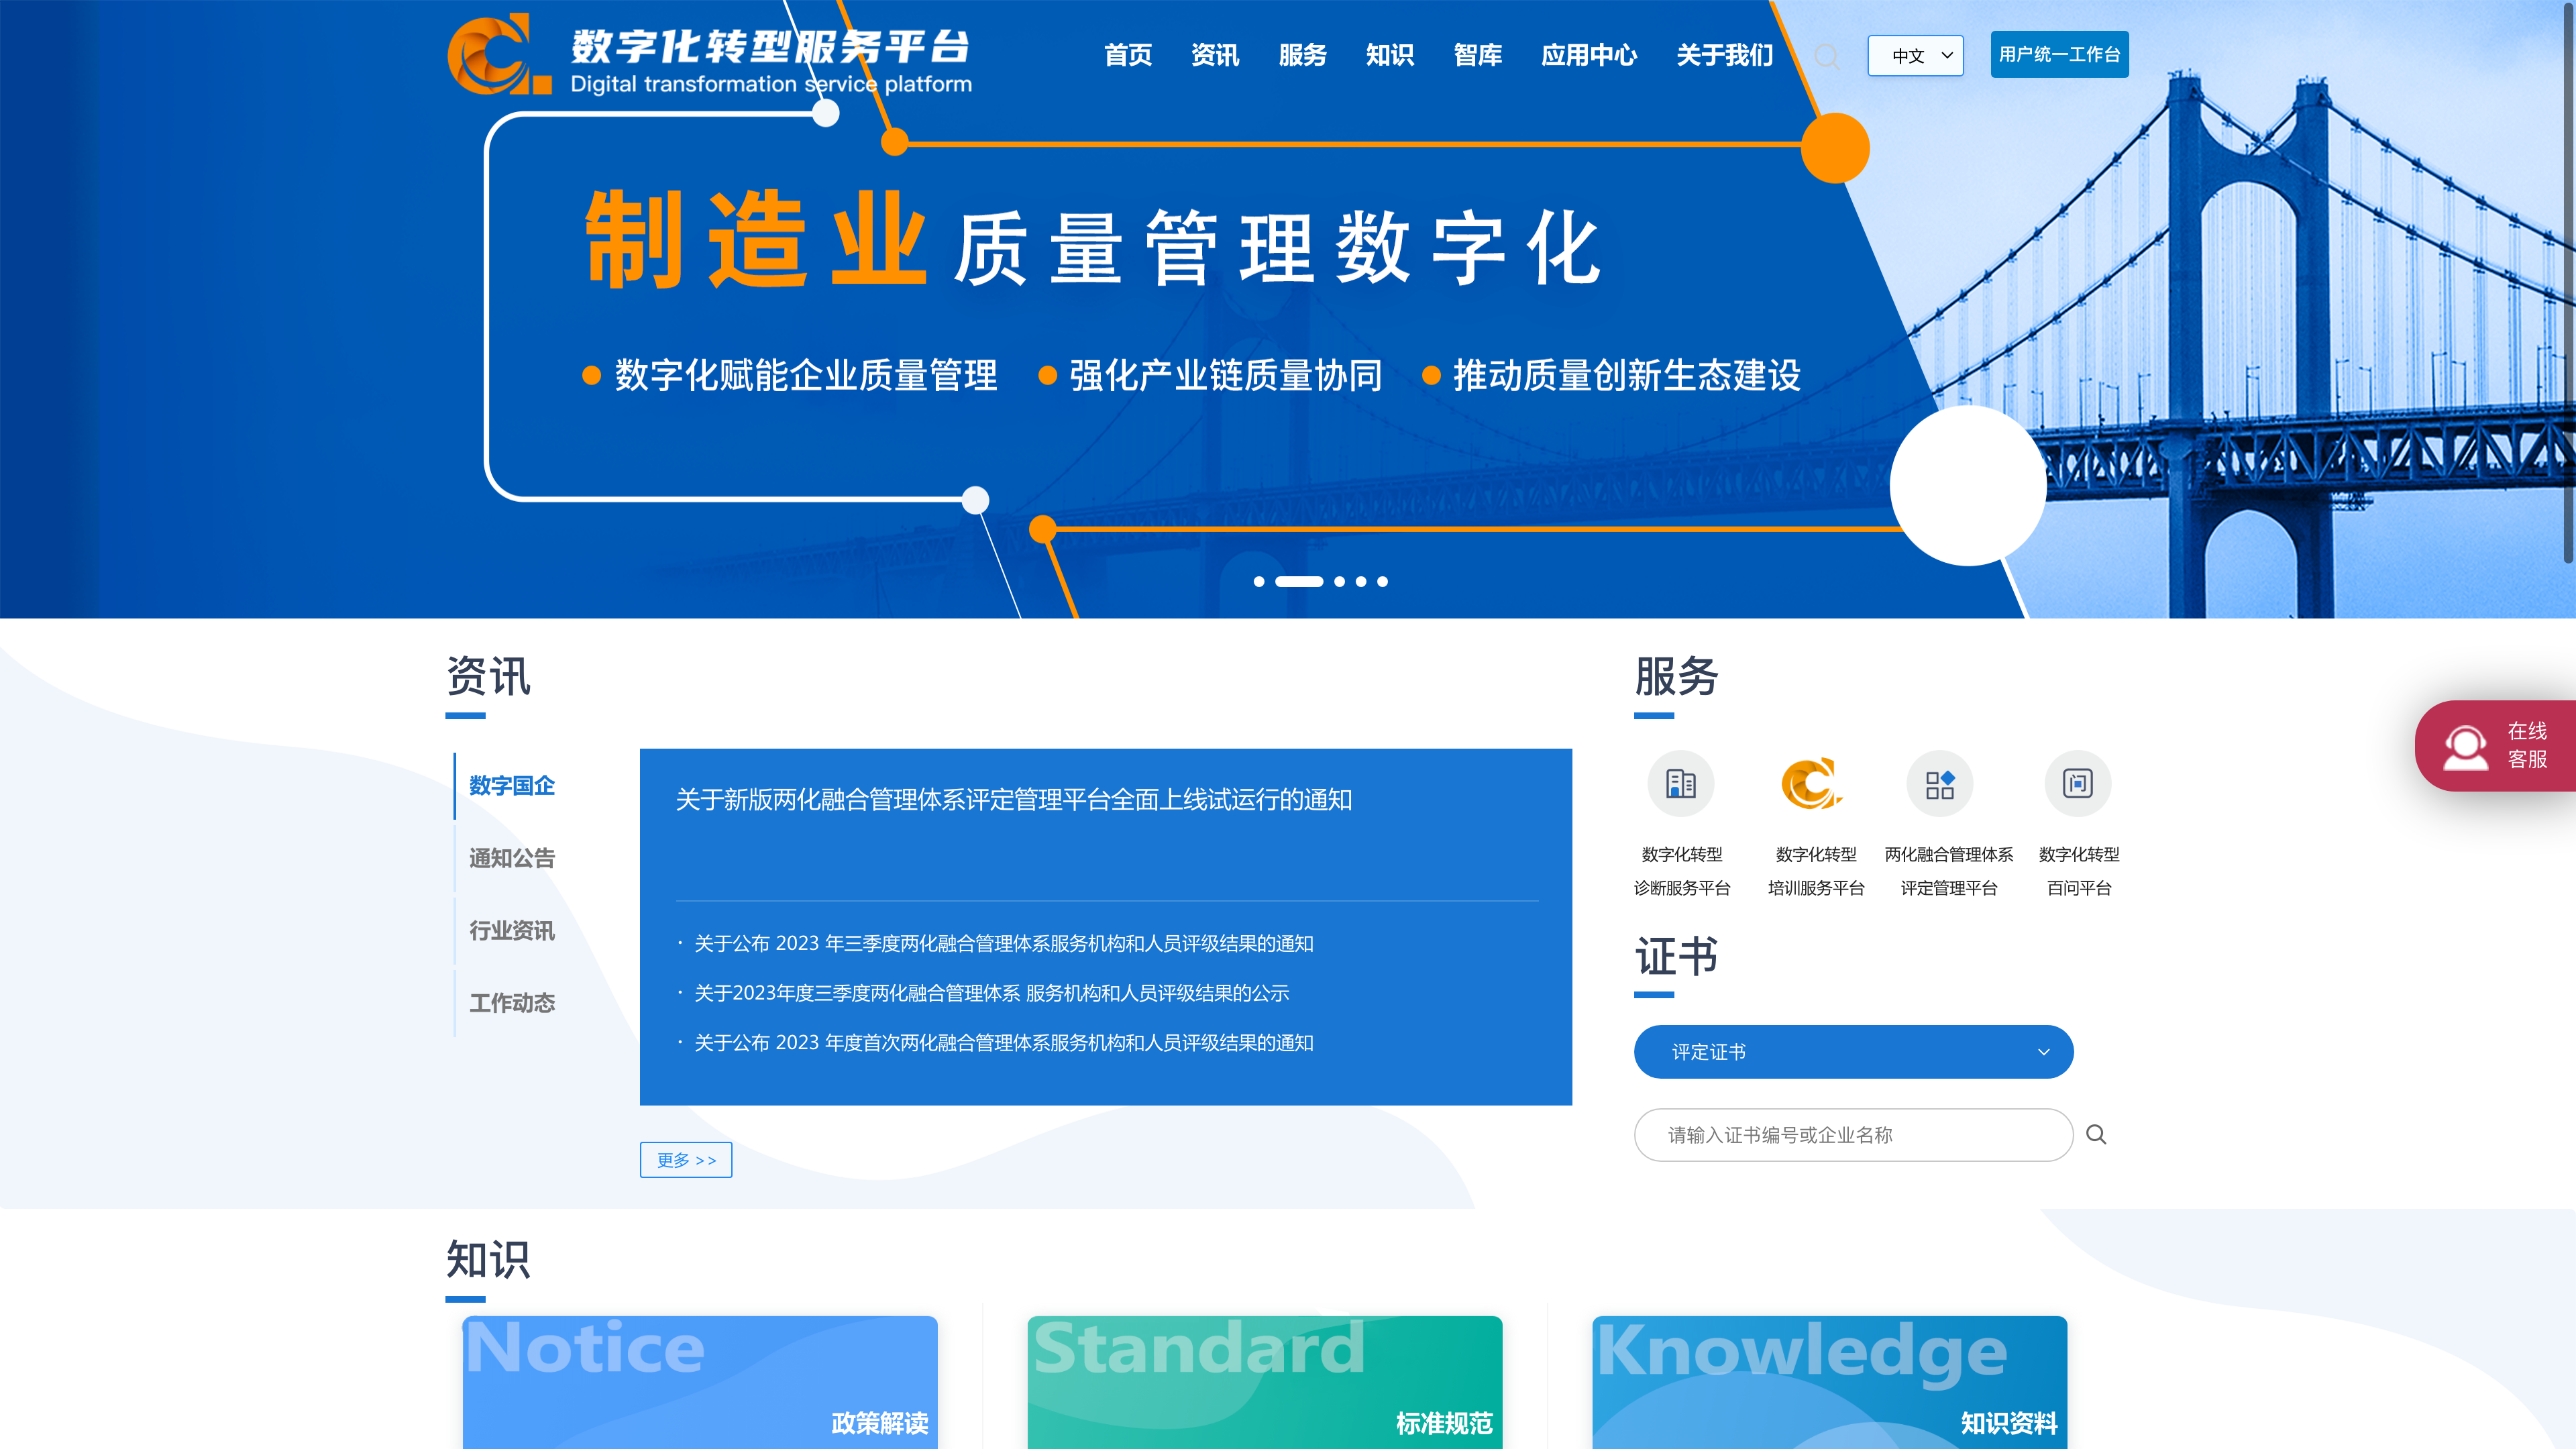 数字化转型服务平台
Digital transformation service platform
首页 资讯 服务 知识 智库 应用中心 关于我们 中文 用户统一工作台
制造业质量管理数字化
数字化赋能企业质量管理 强化产业链质量协同 推动质量创新生态建设
资讯
数字国企
通知公告
行业资讯
工作动态
关于新版两化融合管理体系评定管理平台全面上线试运行的通知
· 关于公布 2023 年三季度两化融合管理体系服务机构和人员评级结果的通知
· 关于2023年度三季度两化融合管理体系 服务机构和人员评级结果的公示
· 关于公布 2023 年度首次两化融合管理体系服务机构和人员评级结果的通知
更多 >>
服务
数字化转型
诊断服务平台
数字化转型
培训服务平台
两化融合管理体系
评定管理平台
数字化转型
百问平台
证书
评定证书
请输入证书编号或企业名称
在线
客服
知识
Notice
政策解读
Standard
标准规范
Knowledge
知识资料